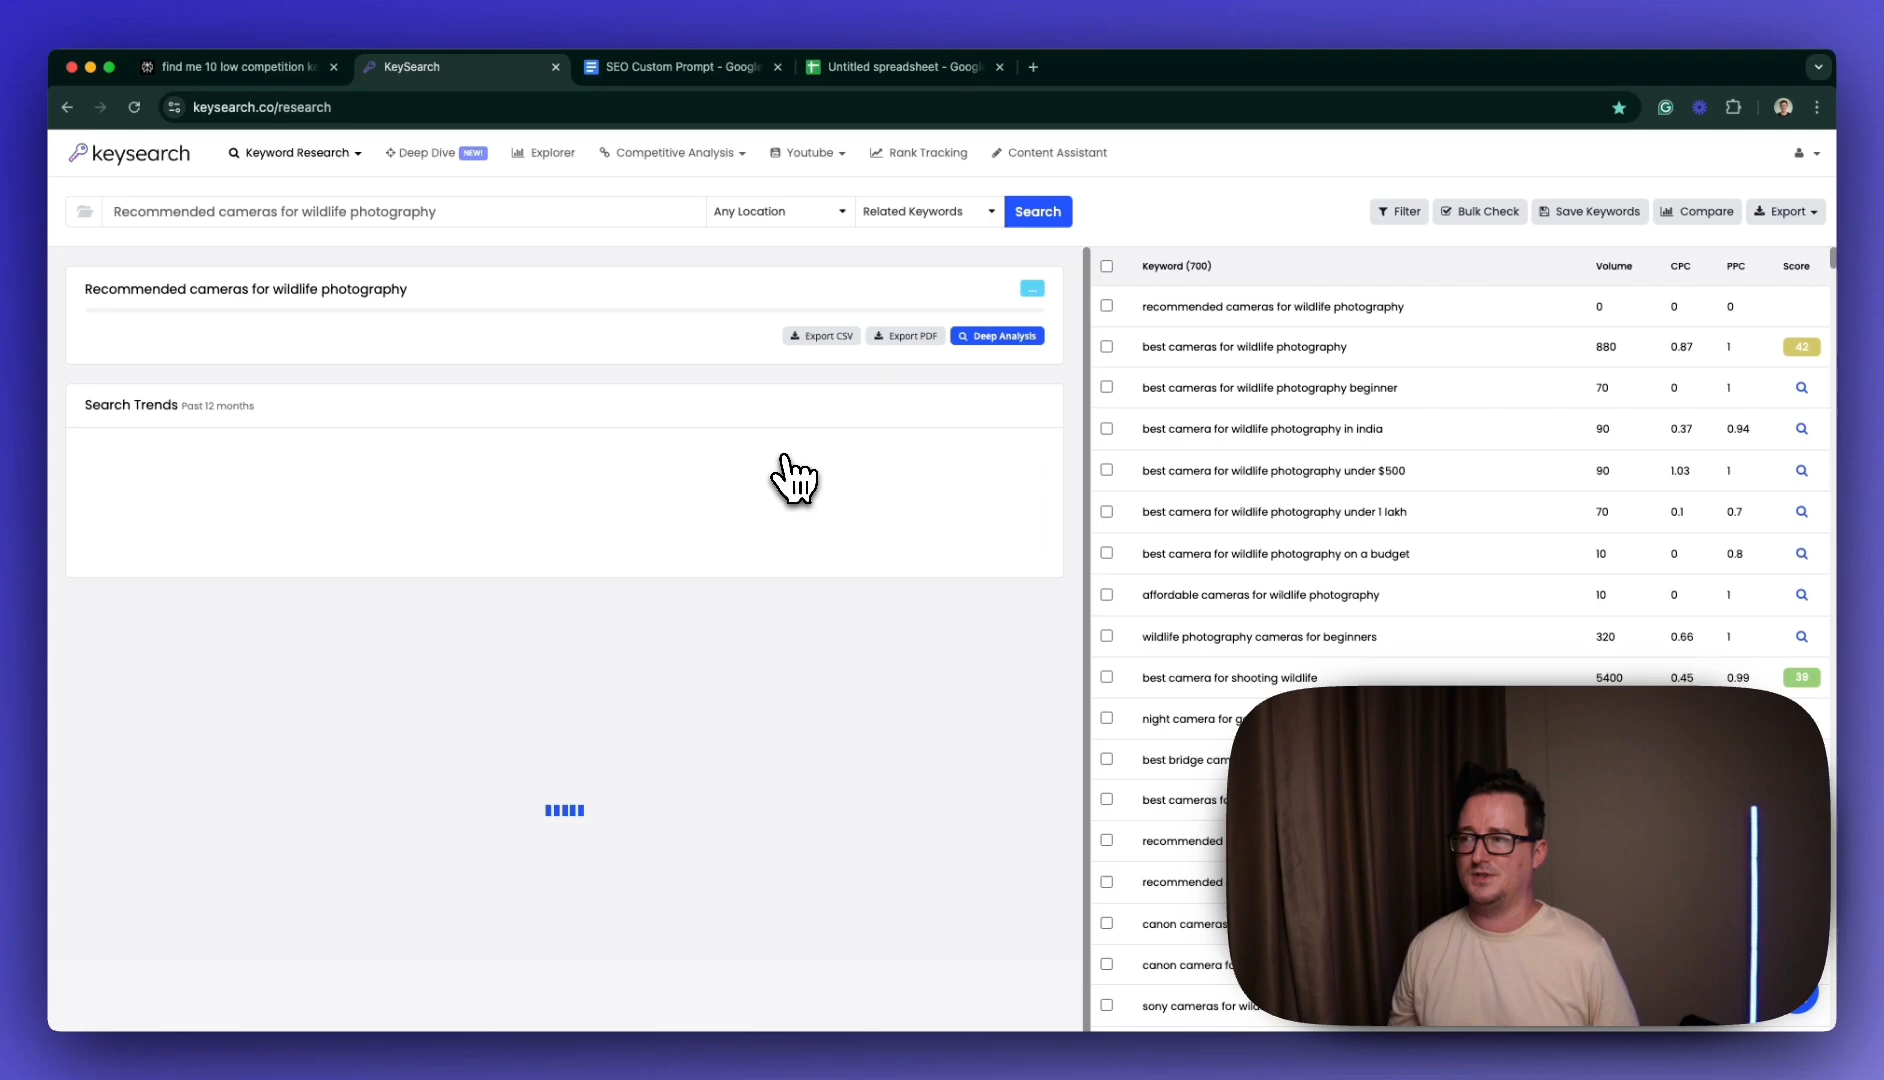 find me 10 low competition ke
KeySearch
SEO Custom Prompt - Google
Untitled spreadsheet - Google
keysearch.co/research
keysearch
Keyword Research
Deep Dive NEW!
Explorer
Competitive Analysis
Youtube
Rank Tracking
Content Assistant
Recommended cameras for wildlife photography
Any Location
Related Keywords
Search
Filter
Bulk Check
Save Keywords
Compare
Export
Recommended cameras for wildlife photography
...
Export CSV
Export PDF
Deep Analysis
Search Trends Past 12 months
Keyword (700) Volume CPC PPC Score
recommended cameras for wildlife photography 0 0 0
best cameras for wildlife photography 880 0.87 1 42
best cameras for wildlife photography beginner 70 0 1
best camera for wildlife photography in india 90 0.37 0.94
best camera for wildlife photography under $500 90 1.03 1
best camera for wildlife photography under 1 lakh 70 0.1 0.7
best camera for wildlife photography on a budget 10 0 0.8
affordable cameras for wildlife photography 10 0 1
wildlife photography cameras for beginners 320 0.66 1
best camera for shooting wildlife 5400 0.45 0.99 39
night camera for g
best bridge cam
best cameras fo
recommended
recommended
canon cameras
canon camera fo
sony cameras for wild